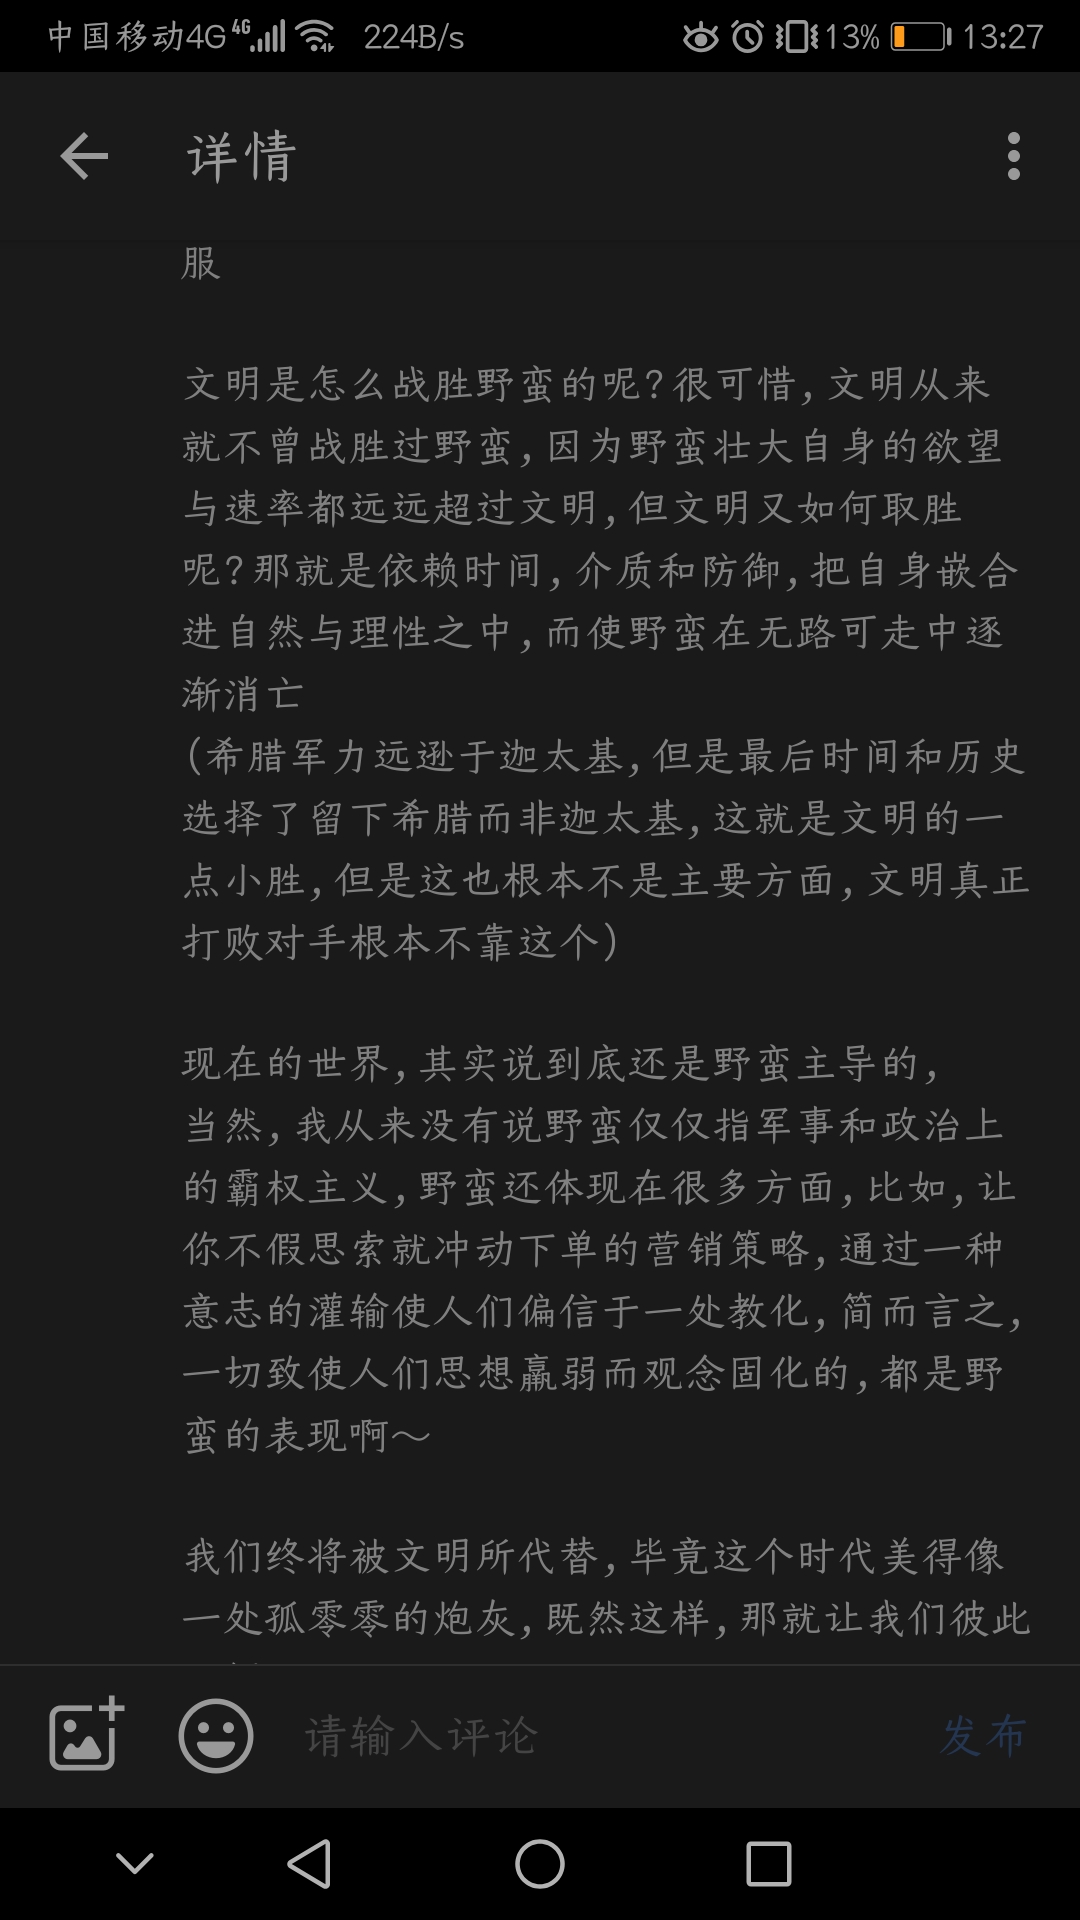 中国移动4G 4G 224B/s 13% 13:27
详情
服
文明是怎么战胜野蛮的呢?很可惜,文明从来
就不曾战胜过野蛮,因为野蛮壮大自身的欲望
与速率都远远超过文明,但文明又如何取胜
呢?那就是依赖时间,介质和防御,把自身嵌合
进自然与理性之中,而使野蛮在无路可走中逐
渐消亡
(希腊军力远逊于迦太基,但是最后时间和历史
选择了留下希腊而非迦太基,这就是文明的一
点小胜,但是这也根本不是主要方面,文明真正
打败对手根本不靠这个)
现在的世界,其实说到底还是野蛮主导的,
当然,我从来没有说野蛮仅仅指军事和政治上
的霸权主义,野蛮还体现在很多方面,比如,让
你不假思索就冲动下单的营销策略,通过一种
意志的灌输使人们偏信于一处教化,简而言之,
一切致使人们思想羸弱而观念固化的,都是野
蛮的表现啊～
我们终将被文明所代替,毕竟这个时代美得像
一处孤零零的炮灰,既然这样,那就让我们彼此
请输入评论
发布